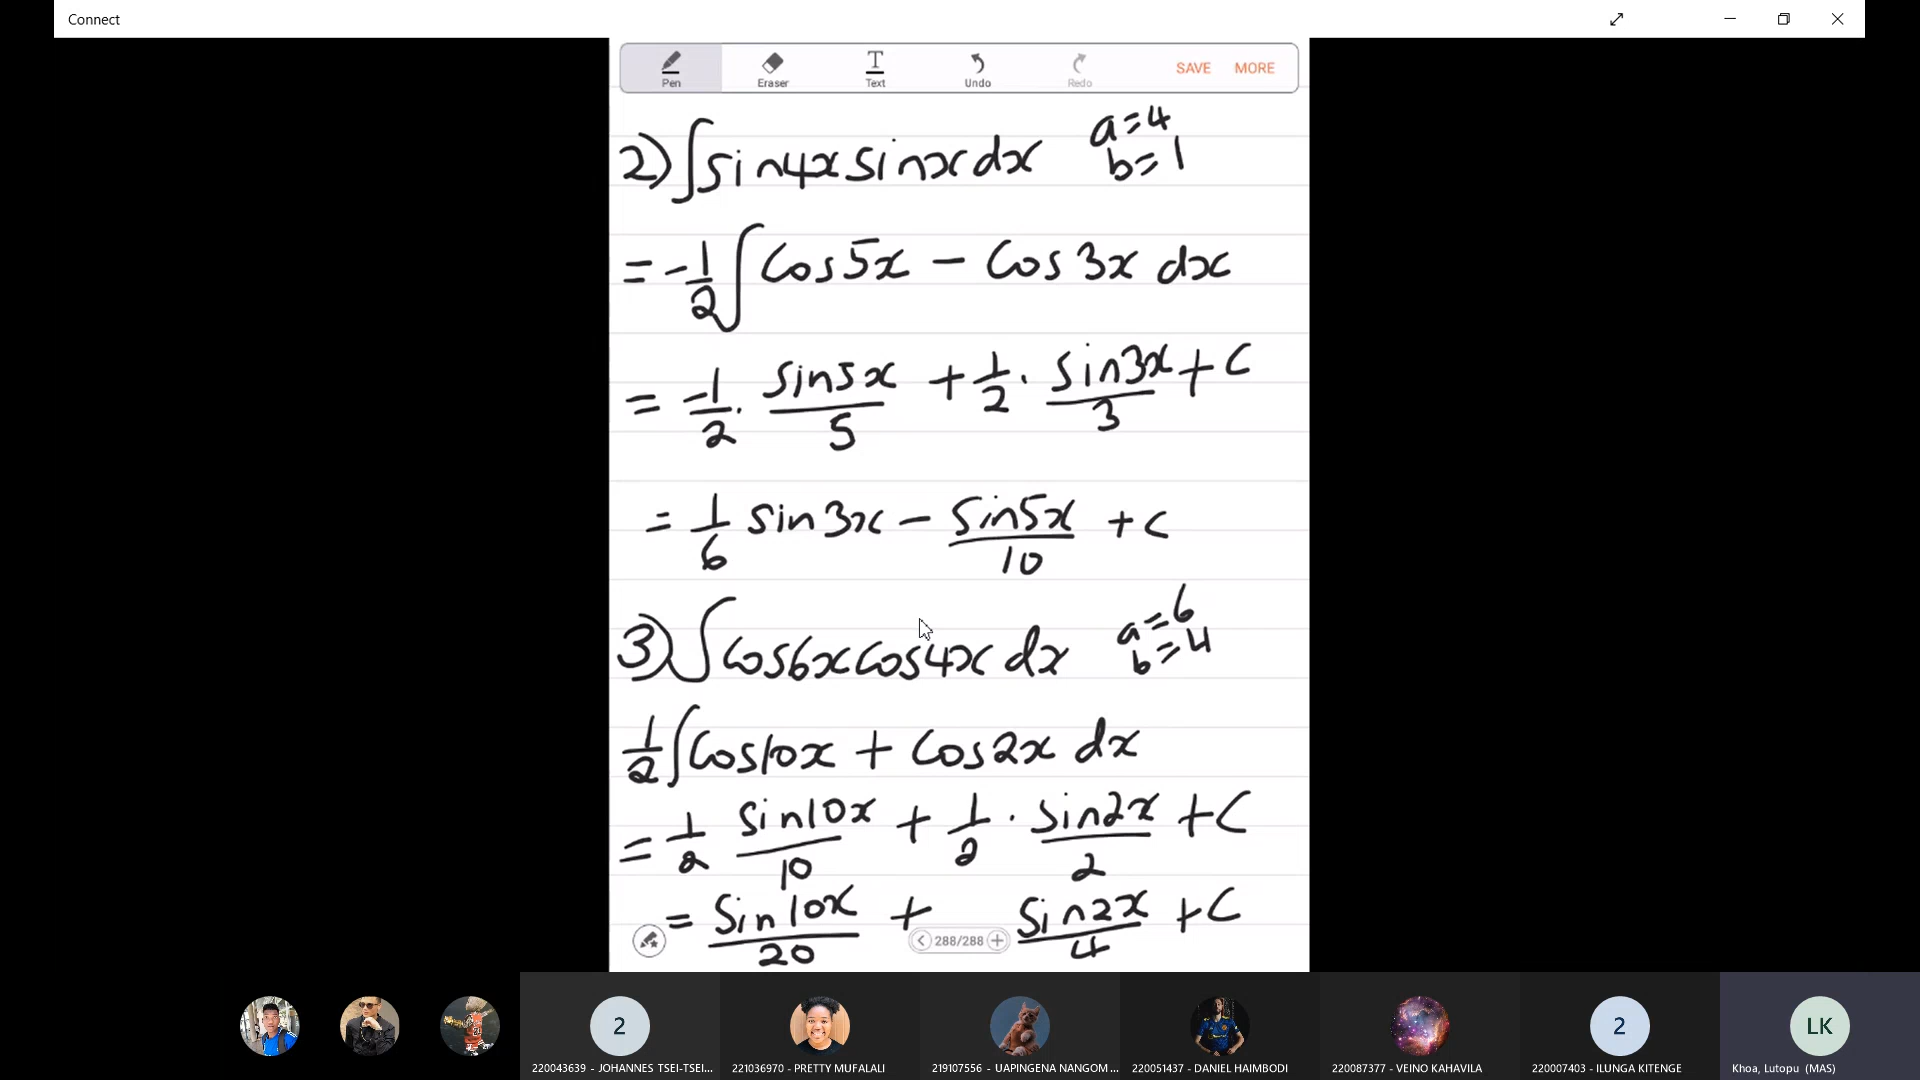 Connect
Pen Eraser Text Undo Redo SAVE MORE
2) ∫sin4x sinx dx a=4
b=1
= -1/2 ∫ Cos5x - Cos3x dx
= -1/2 · sin5x/5 + 1/2 · sin3x/3 + C
= 1/6 sin3x - sin5x/10 + C
3) ∫Cos6x Cos4x dx a=6
b=4
1/2 ∫Cos10x + Cos2x dx
= 1/2 sin10x/10 + 1/2 · sin2x/2 + C
= Sin10x/20 + Sin2x/4 + C
288/288
2 2 LK
220043639 - JOHANNES TSEI-TSEI... 221036970 - PRETTY MUFALALI 219107556 - UAPINGENA NANGOM ... 220051437 - DANIEL HAIMBODI 220087377 - VEINO KAHAVILA 220007403 - ILUNGA KITENGE Khoa, Lutopu (MAS)